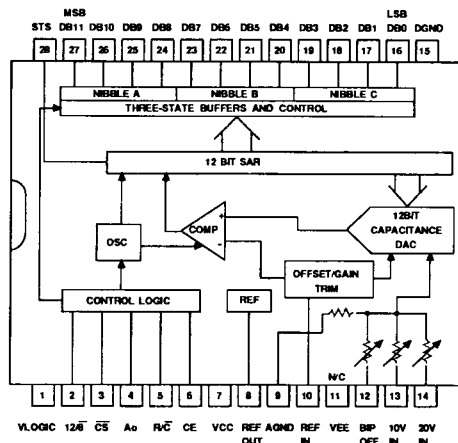 MSB LSB
STS DB11 DB10 DB9 DB8 DB7 DB6 DB5 DB4 DB3 DB2 DB1 DB0 DGND
28 27 26 25 24 23 22 21 20 19 18 17 16 15
NIBBLE A NIBBLE B NIBBLE C
THREE-STATE BUFFERS AND CONTROL
12 BIT SAR
OSC
COMP
+
-
12BIT
CAPACITANCE
DAC
OFFSET/GAIN
TRIM
CONTROL LOGIC
REF
N/C
1 2 3 4 5 6 7 8 9 10 11 12 13 14
VLOGIC 12/8̅ C̅S̅ Ao R/C̅ CE VCC REF AGND REF VEE BIP 10V 20V
OUT IN OFF IN IN